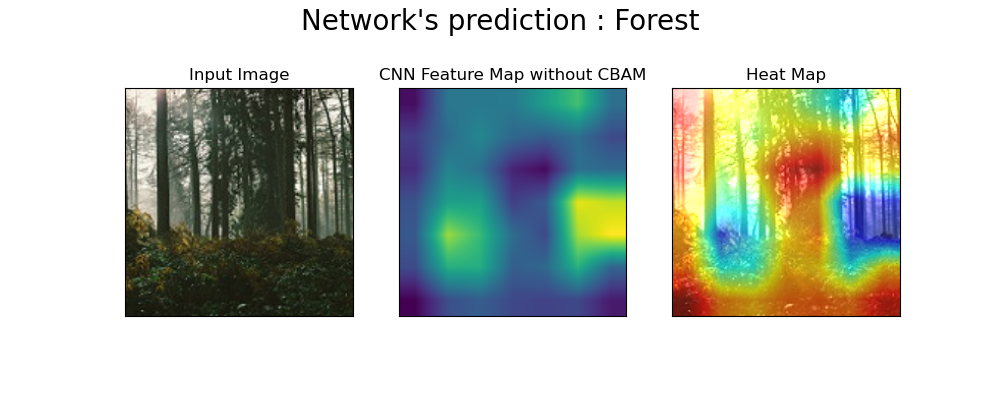 Network's prediction : Forest
Input Image
CNN Feature Map without CBAM
Heat Map